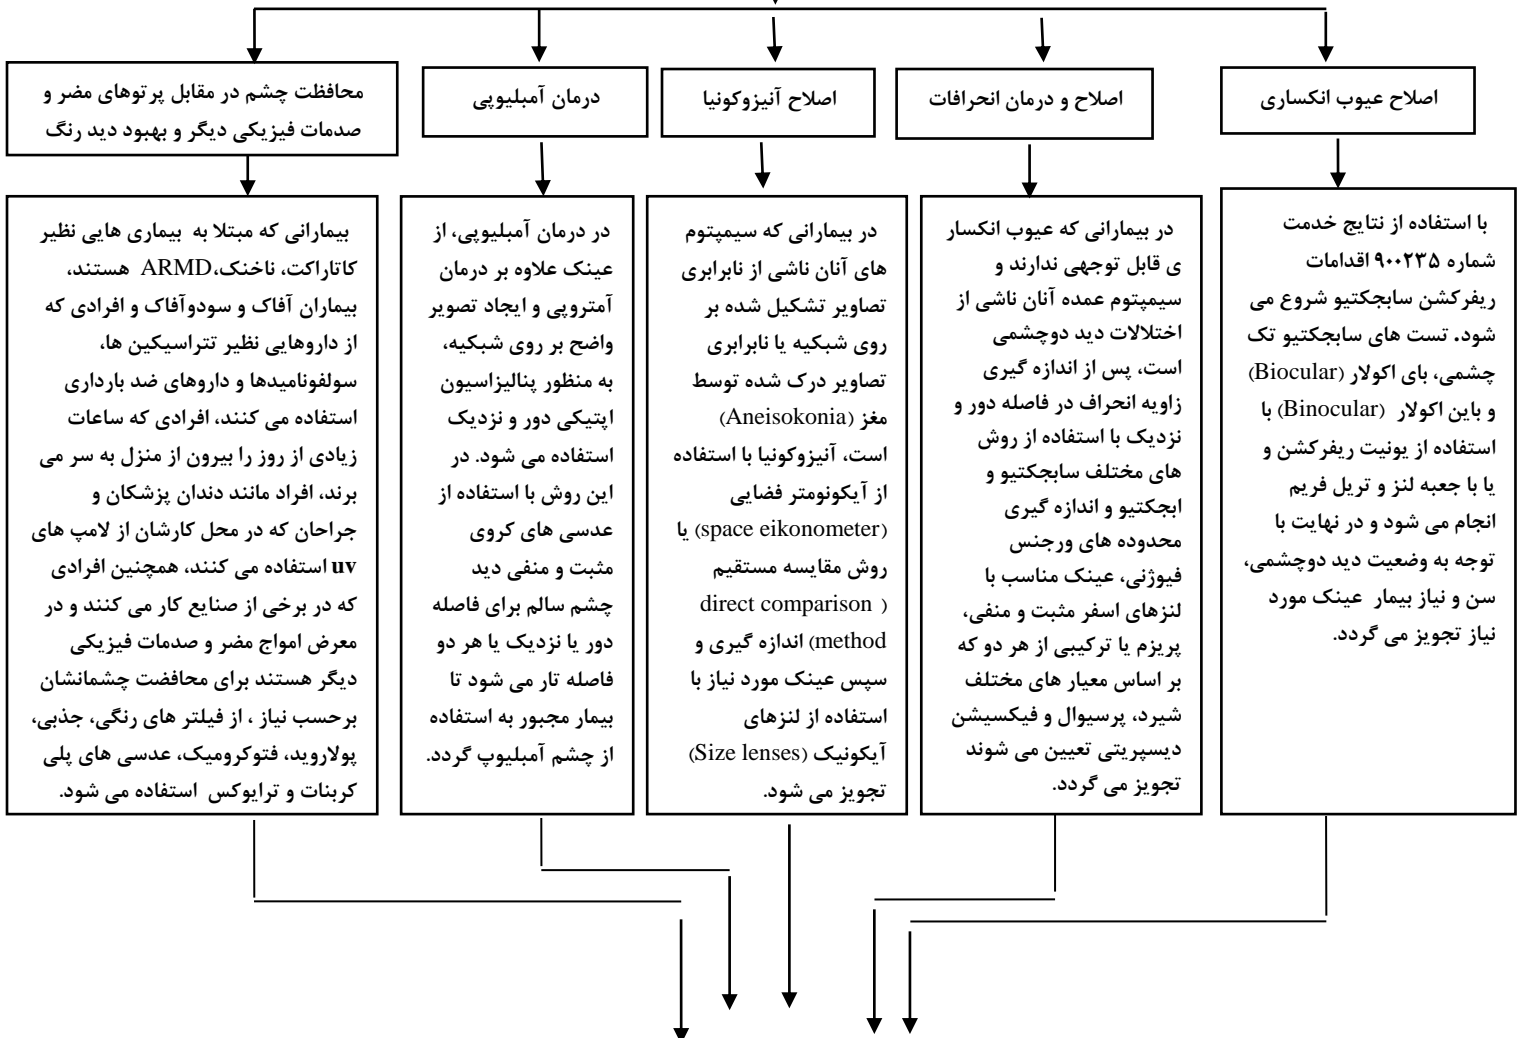 اصلاح عیوب انکساری
اصلاح و درمان انحرافات
اصلاح آنیزوکونیا
درمان آمبلیوپی
محافظت چشم در مقابل پرتوهای مضر و
صدمات فیزیکی دیگر و بهبود دید رنگ
با استفاده از نتایج خدمت
شماره ۹۰۰۲۳۵ اقدامات
ریفرکشن سابجکتیو شروع می
شود. تست های سابجکتیو تک
چشمی، بای اکولار (Biocular)
و باین اکولار (Binocular) با
استفاده از یونیت ریفرکشن و
یا با جعبه لنز و تریل فریم
انجام می شود و در نهایت با
توجه به وضعیت دید دوچشمی،
سن و نیاز بیمار عینک مورد
نیاز تجویز می گردد.
در بیمارانی که عیوب انکسار
ی قابل توجهی ندارند و
سیمپتوم عمده آنان ناشی از
اختلالات دید دوچشمی
است، پس از اندازه گیری
زاویه انحراف در فاصله دور و
نزدیک با استفاده از روش
های مختلف سابجکتیو و
ابجکتیو و اندازه گیری
محدوده های ورجنس
فیوژنی، عینک مناسب با
لنزهای اسفر مثبت و منفی،
پریزم یا ترکیبی از هر دو که
بر اساس معیار های مختلف
شیرد، پرسیوال و فیکسیشن
دیسپریتی تعیین می شوند
تجویز می گردد.
در بیمارانی که سیمپتوم
های آنان ناشی از نابرابری
تصاویر تشکیل شده بر
روی شبکیه یا نابرابری
تصاویر درک شده توسط
مغز (Aneisokonia)
است، آنیزوکونیا با استفاده
از آیکونومتر فضایی
(space eikonometer) یا
روش مقایسه مستقیم
( direct comparison
method) اندازه گیری و
سپس عینک مورد نیاز با
استفاده از لنزهای
آیکونیک (Size lenses)
تجویز می شود.
در درمان آمبلیوپی، از
عینک علاوه بر درمان
آمتروپی و ایجاد تصویر
واضح بر روی شبکیه،
به منظور پنالیزاسیون
اپتیکی دور و نزدیک
استفاده می شود. در
این روش با استفاده از
عدسی های کروی
مثبت و منفی دید
چشم سالم برای فاصله
دور یا نزدیک یا هر دو
فاصله تار می شود تا
بیمار مجبور به استفاده
از چشم آمبلیوپ گردد.
بیمارانی که مبتلا به بیماری هایی نظیر
کاتاراکت، ناخنک،ARMD هستند،
بیماران آفاک و سودوآفاک و افرادی که
از داروهایی نظیر تتراسیکین ها،
سولفونامیدها و داروهای ضد بارداری
استفاده می کنند، افرادی که ساعات
زیادی از روز را بیرون از منزل به سر می
برند، افراد مانند دندان پزشکان و
جراحان که در محل کارشان از لامپ های
uv استفاده می کنند، همچنین افرادی
که در برخی از صنایع کار می کنند و در
معرض امواج مضر و صدمات فیزیکی
دیگر هستند برای محافضت چشمانشان
برحسب نیاز ، از فیلتر های رنگی، جذبی،
پولاروید، فتوکرومیک، عدسی های پلی
کربنات و ترایوکس استفاده می شود.